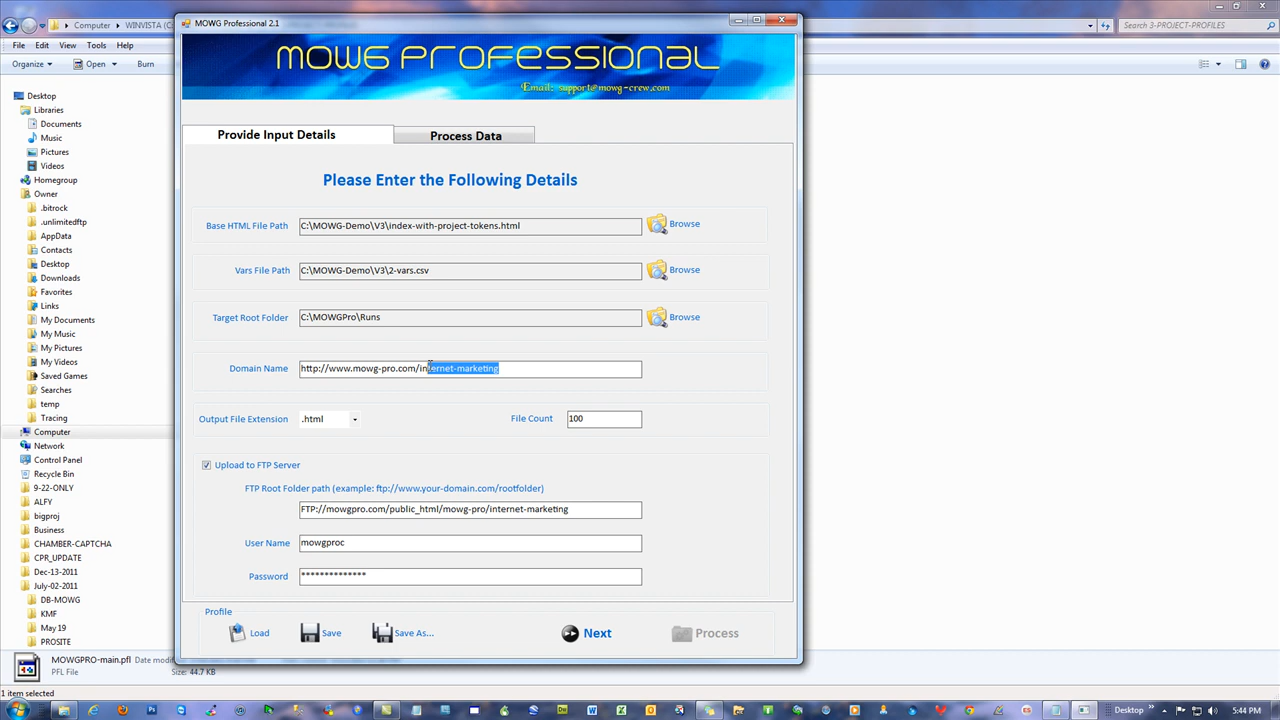 MOWG Professional 2.1
Computer ▸ WINVISTA (C:
Search 3-PROJECT-PROFILES
File Edit View Tools Help
Organize Open Burn
MOWG PROFESSIONAL
Email: support@mowg-crew.com
Provide Input Details
Process Data
Please Enter the Following Details
Base HTML File Path C:\MOWG-Demo\V3\index-with-project-tokens.html Browse
Vars File Path C:\MOWG-Demo\V3\2-vars.csv Browse
Target Root Folder C:\MOWGPro\Runs Browse
Domain Name http://www.mowg-pro.com/internet-marketing
Output File Extension .html File Count 100
Upload to FTP Server
FTP Root Folder path (example: ftp://www.your-domain.com/rootfolder)
FTP://mowgpro.com/public_html/mowg-pro/internet-marketing
User Name mowgproc
Password **************
Profile
Load Save Save As... Next Process
Desktop
Libraries
Documents
Music
Pictures
Videos
Homegroup
Owner
.bitrock
.unlimitedftp
AppData
Contacts
Desktop
Downloads
Favorites
Links
My Documents
My Music
My Pictures
My Videos
Saved Games
Searches
temp
Tracing
Computer
Network
Control Panel
Recycle Bin
9-22-ONLY
ALFY
bigproj
Business
CHAMBER-CAPTCHA
CPR_UPDATE
Dec-13-2011
July-02-2011
DB-MOWG
KMF
May 19
PROSITE
MOWGPRO-main.pfl Date modif
PFL File Size: 44.7 KB
1 item selected
Desktop 5:44 PM